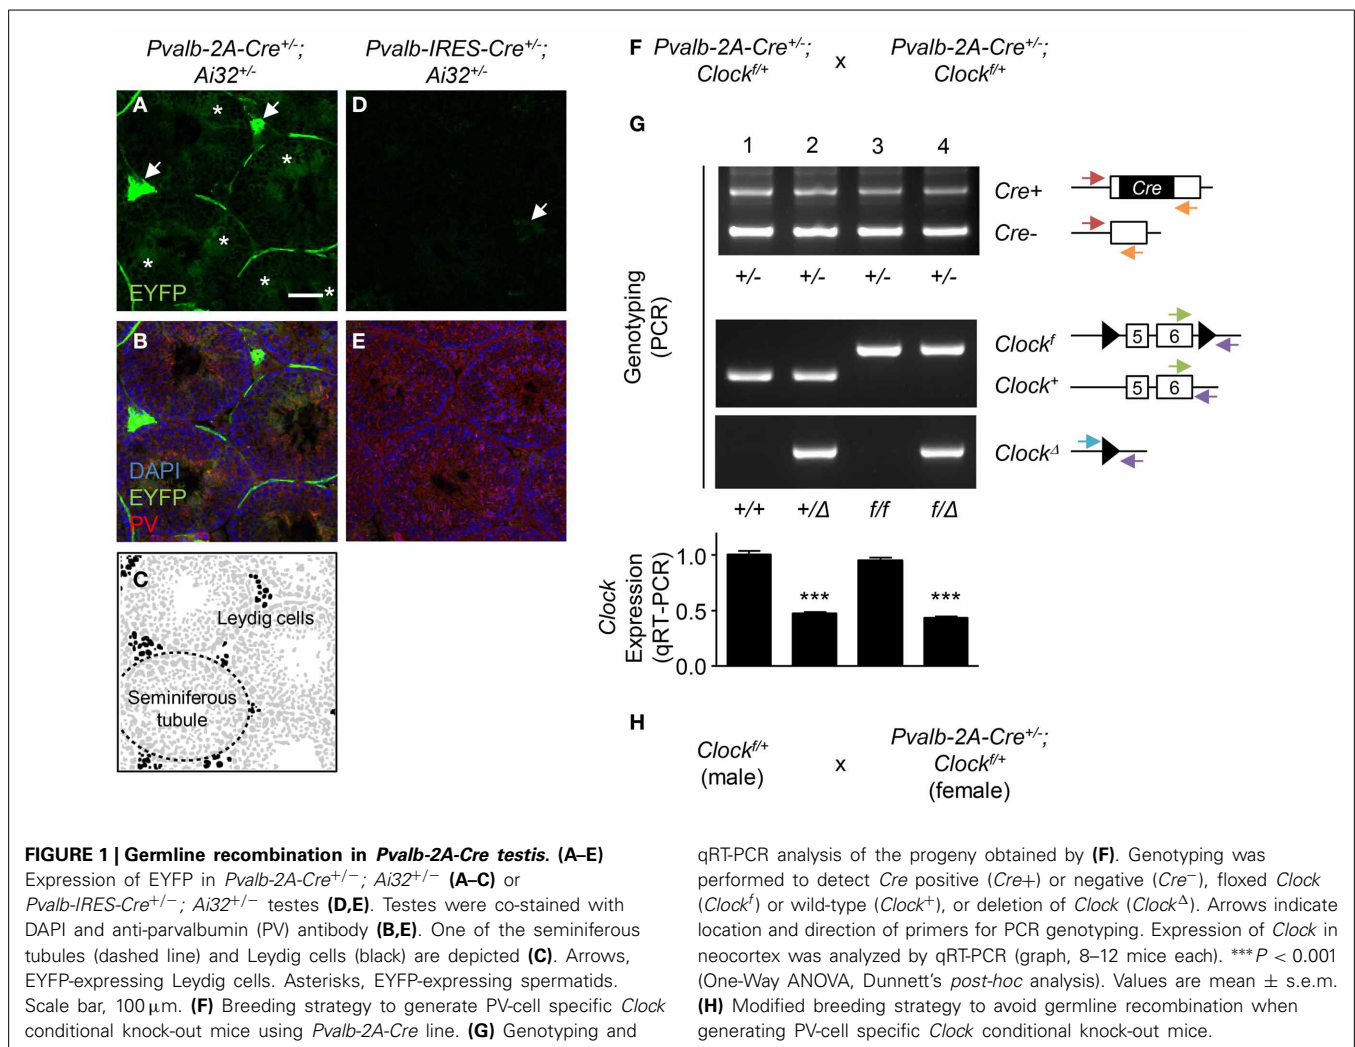 Pvalb-2A-Cre+/-;
Ai32+/-
Pvalb-IRES-Cre+/-;
Ai32+/-
A
*
*
*
*
*
*
EYFP
D
B
DAPI
EYFP
PV
E
C
Leydig cells
Seminiferous
tubule
F
Pvalb-2A-Cre+/-;
Clockf/+
x
Pvalb-2A-Cre+/-;
Clockf/+
G
1 2 3 4
Genotyping
(PCR)
Cre+
Cre
Cre-
+/- +/- +/- +/-
Clockf
5 6
Clock+
5 6
ClockΔ
+/+ +/Δ f/f f/Δ
Clock
Expression
(qRT-PCR)
1.0
0.5
0.0
*** ***
H
Clockf/+
(male)
x
Pvalb-2A-Cre+/-;
Clockf/+
(female)
FIGURE 1 | Germline recombination in Pvalb-2A-Cre testis. (A–E)
Expression of EYFP in Pvalb-2A-Cre+/−; Ai32+/− (A–C) or
Pvalb-IRES-Cre+/−; Ai32+/− testes (D,E). Testes were co-stained with
DAPI and anti-parvalbumin (PV) antibody (B,E). One of the seminiferous
tubules (dashed line) and Leydig cells (black) are depicted (C). Arrows,
EYFP-expressing Leydig cells. Asterisks, EYFP-expressing spermatids.
Scale bar, 100 μm. (F) Breeding strategy to generate PV-cell specific Clock
conditional knock-out mice using Pvalb-2A-Cre line. (G) Genotyping and
qRT-PCR analysis of the progeny obtained by (F). Genotyping was
performed to detect Cre positive (Cre+) or negative (Cre−), floxed Clock
(Clockf) or wild-type (Clock+), or deletion of Clock (ClockΔ). Arrows indicate
location and direction of primers for PCR genotyping. Expression of Clock in
neocortex was analyzed by qRT-PCR (graph, 8–12 mice each). ***P < 0.001
(One-Way ANOVA, Dunnett's post-hoc analysis). Values are mean ± s.e.m.
(H) Modified breeding strategy to avoid germline recombination when
generating PV-cell specific Clock conditional knock-out mice.